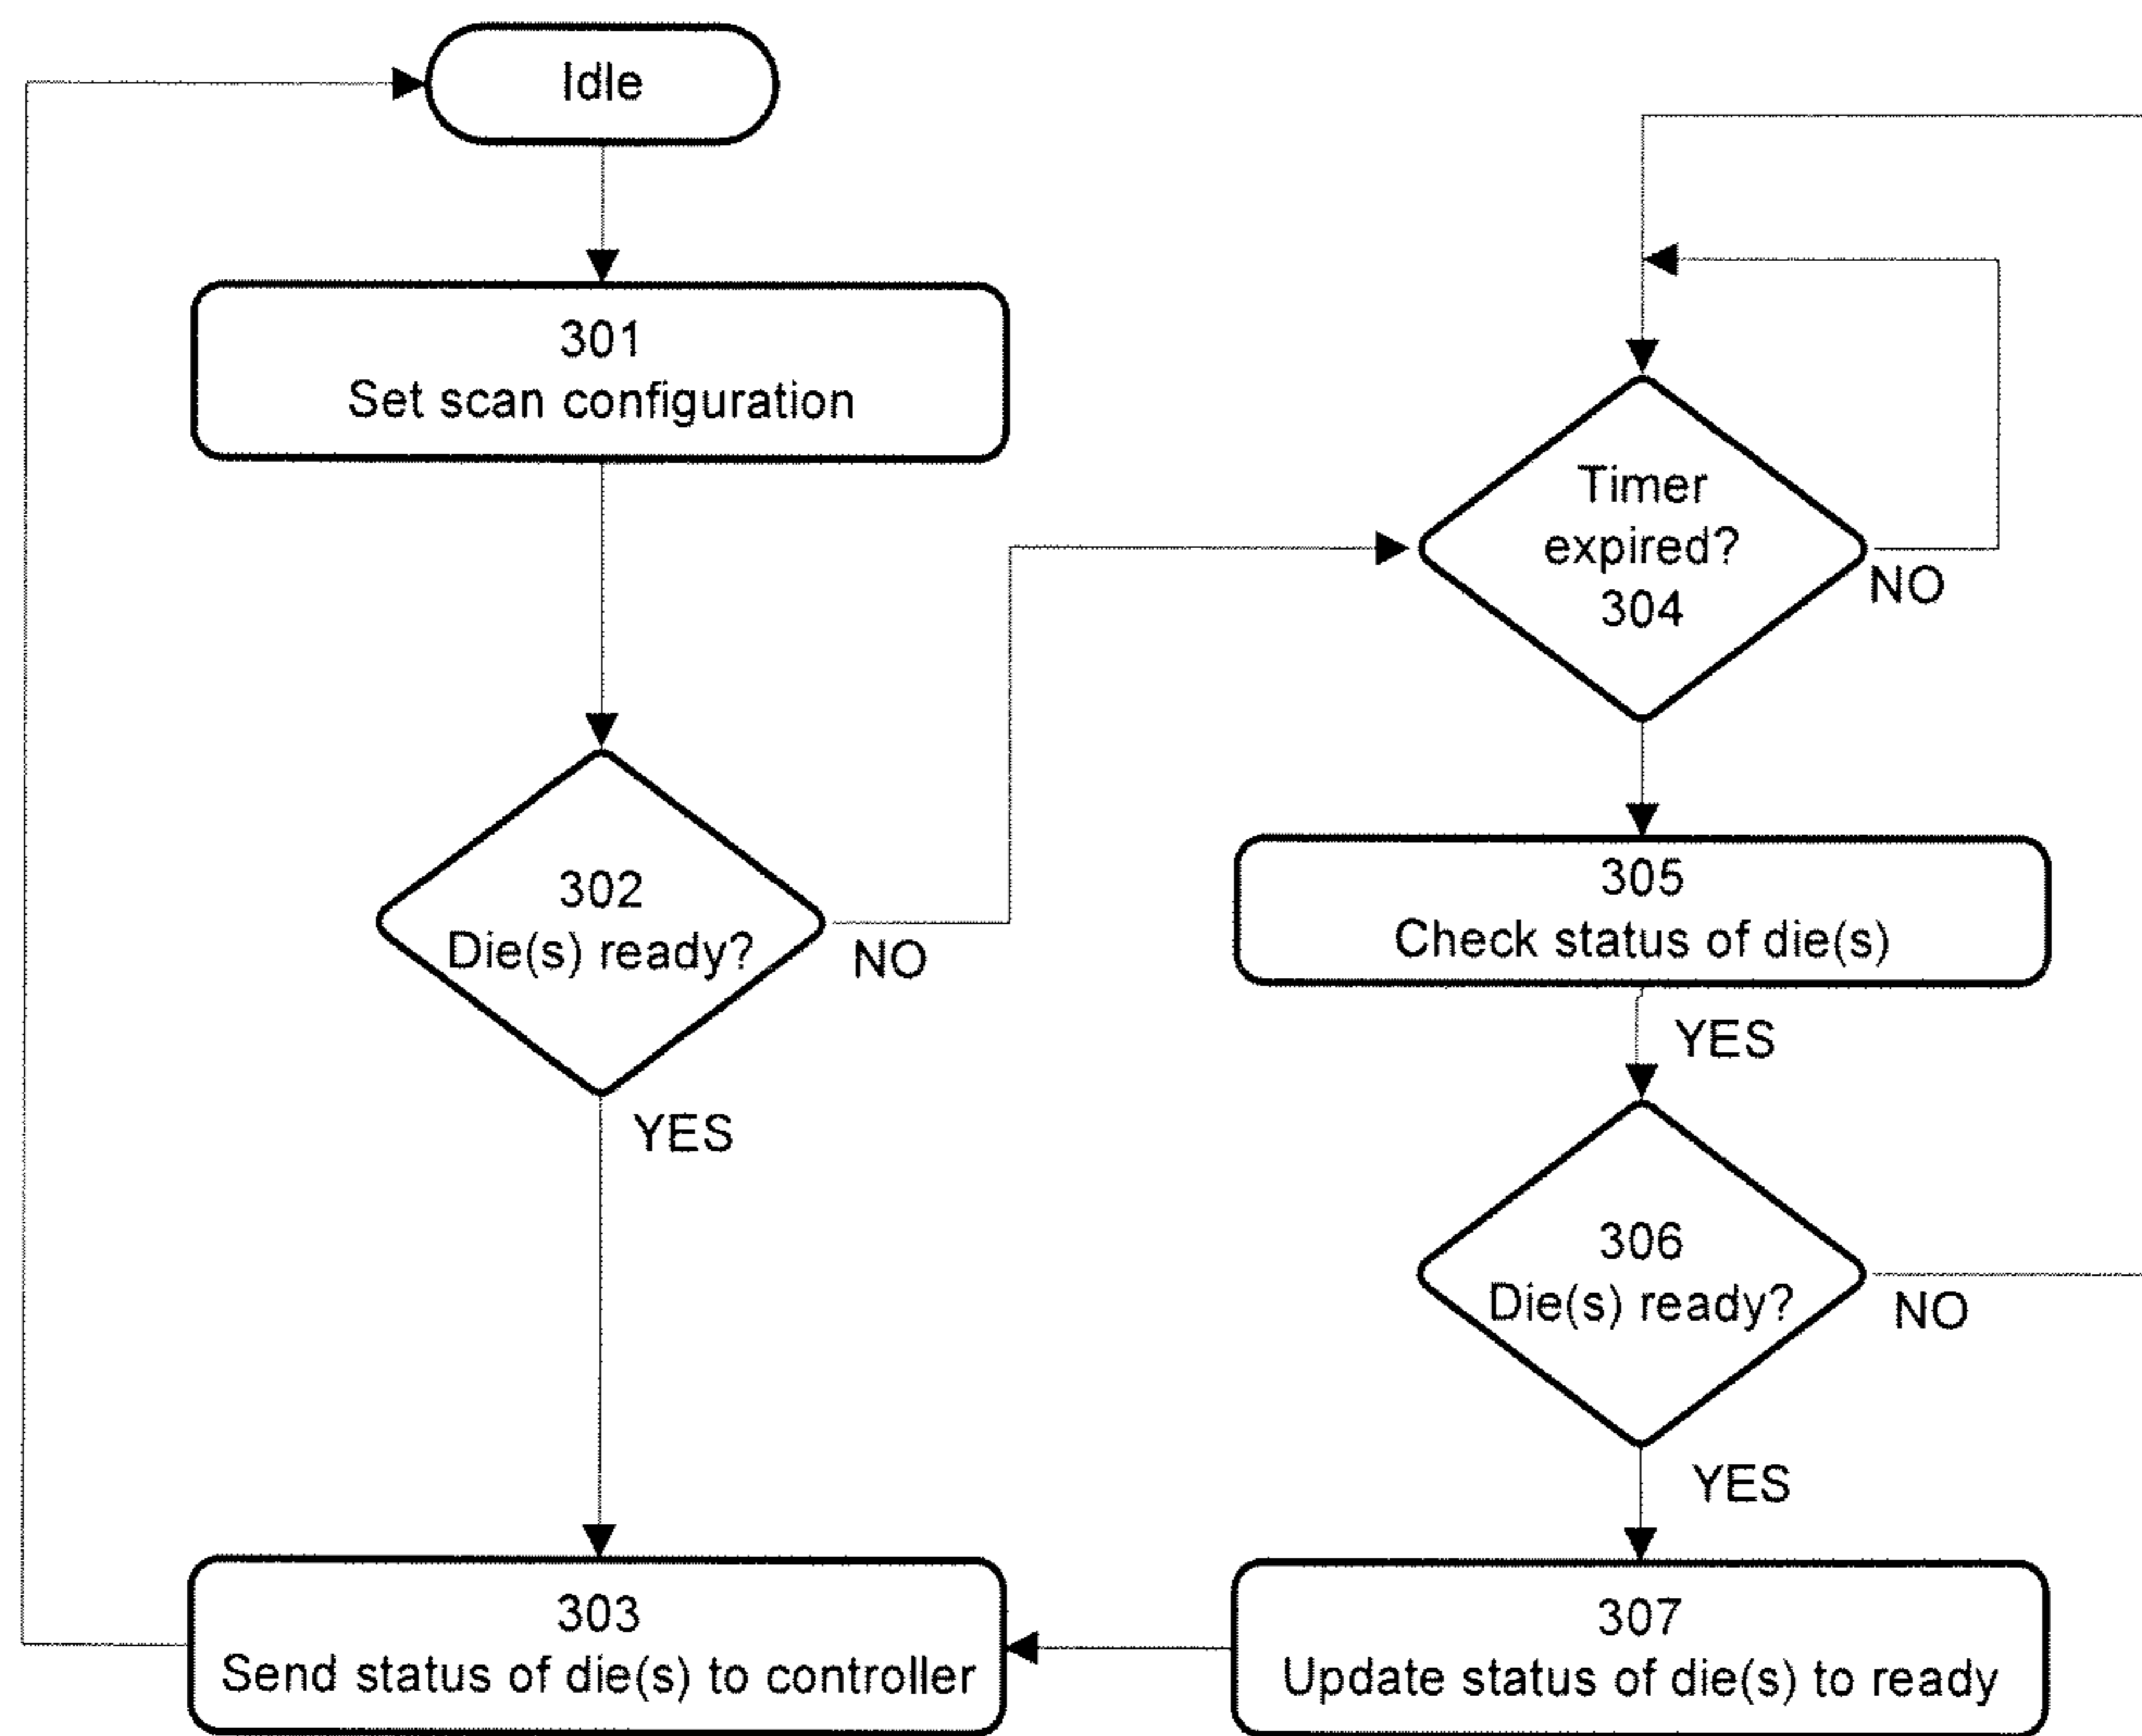 Idle
301
Set scan configuration
302
Die(s) ready?
NO
YES
303
Send status of die(s) to controller
Timer
expired?
304
NO
305
Check status of die(s)
YES
306
Die(s) ready?
NO
YES
307
Update status of die(s) to ready